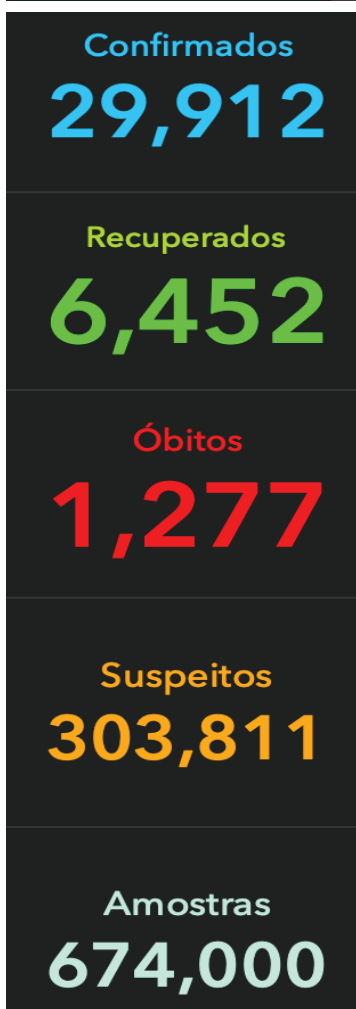 Confirmados
29,912
Recuperados
6,452
Óbitos
1,277
Suspeitos
303,811
Amostras
674,000